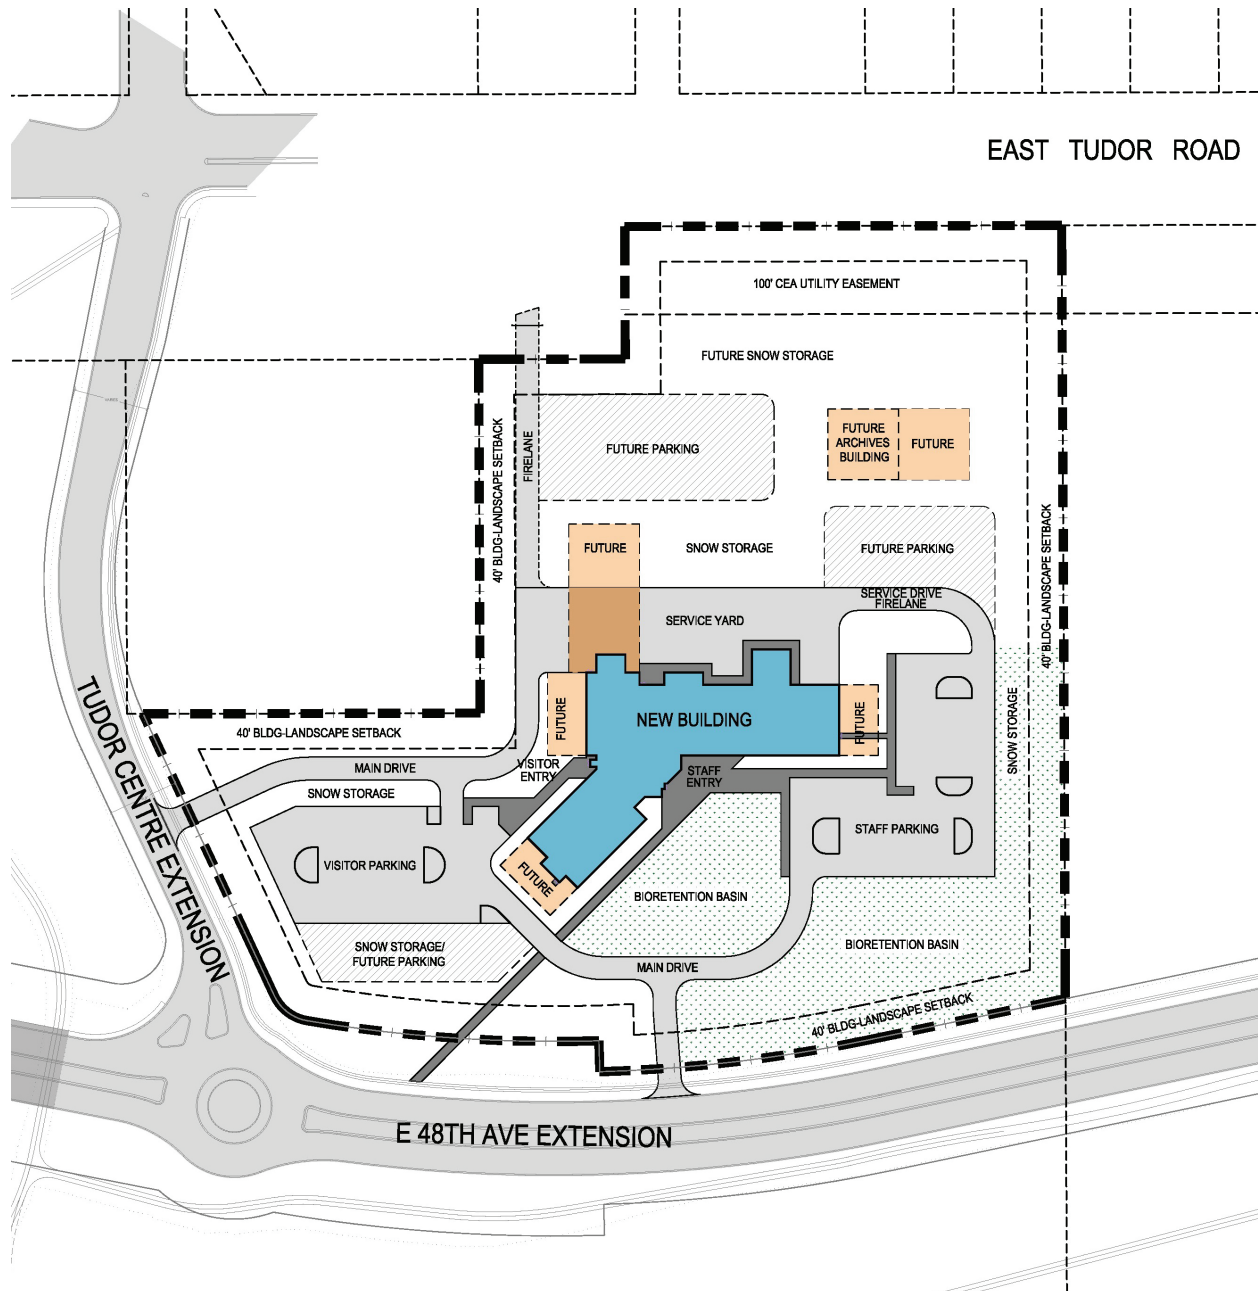 EAST TUDOR ROAD
100' CEA UTILITY EASEMENT
FUTURE SNOW STORAGE
FUTURE
ARCHIVES
BUILDING
FUTURE
FUTURE PARKING
FIRELANE
40' BLDG-LANDSCAPE SETBACK
40' BLDG-LANDSCAPE SETBACK
FUTURE
SNOW STORAGE
FUTURE PARKING
SERVICE DRIVE
FIRELANE
SERVICE YARD
TUDOR CENTRE EXTENSION
40' BLDG-LANDSCAPE SETBACK
FUTURE
NEW BUILDING
FUTURE
SNOW STORAGE
MAIN DRIVE
VISITOR
ENTRY
STAFF
ENTRY
SNOW STORAGE
STAFF PARKING
VISITOR PARKING
FUTURE
BIORETENTION BASIN
SNOW STORAGE/
FUTURE PARKING
BIORETENTION BASIN
MAIN DRIVE
40' BLDG-LANDSCAPE SETBACK
E 48TH AVE EXTENSION